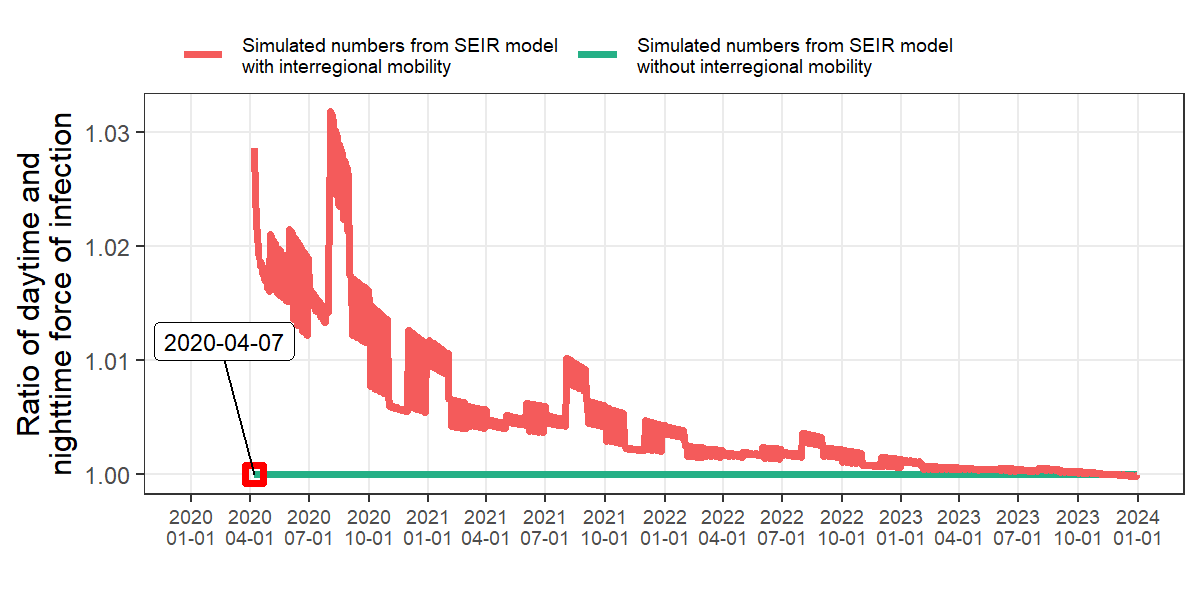 Simulated numbers from SEIR model
with interregional mobility
Simulated numbers from SEIR model
without interregional mobility
Ratio of daytime and
nighttime force of infection
1.03
1.02
1.01
1.00
2020-04-07
2020 2020 2020 2020 2021 2021 2021 2021 2022 2022 2022 2022 2023 2023 2023 2023 2024
01-01 04-01 07-01 10-01 01-01 04-01 07-01 10-01 01-01 04-01 07-01 10-01 01-01 04-01 07-01 10-01 01-01